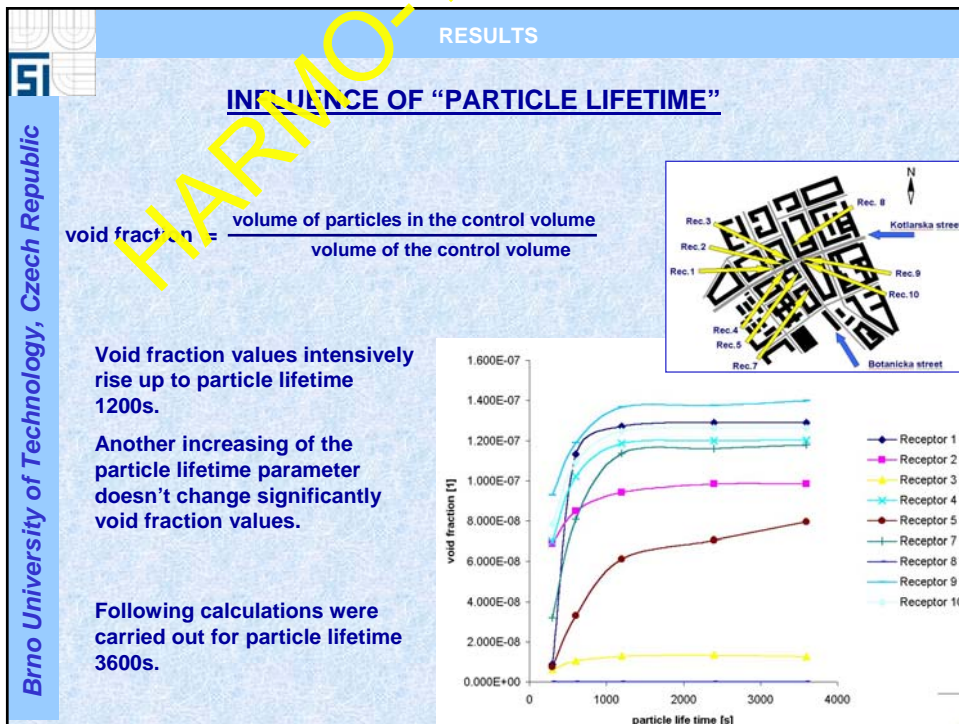 RESULTS
HARMO-
SI
Brno University of Technology, Czech Republic
INFLUENCE OF “PARTICLE LIFETIME”
void fraction = volume of particles in the control volume
volume of the control volume
N
Rec. 8
Rec.3
Kotlarska street
Rec.2
Rec.1
Rec.9
Rec.10
Rec.4
Rec.5
Rec.7
Botanicka street
Void fraction values intensively
rise up to particle lifetime
1200s.
Another increasing of the
particle lifetime parameter
doesn’t change significantly
void fraction values.
Following calculations were
carried out for particle lifetime
3600s.
void fraction [1]
1.600E-07
1.400E-07
1.200E-07
1.000E-07
8.000E-08
6.000E-08
4.000E-08
2.000E-08
0.000E+00
0 1000 2000 3000 4000
particle life time [s]
Receptor 1
Receptor 2
Receptor 3
Receptor 4
Receptor 5
Receptor 7
Receptor 8
Receptor 9
Receptor 10